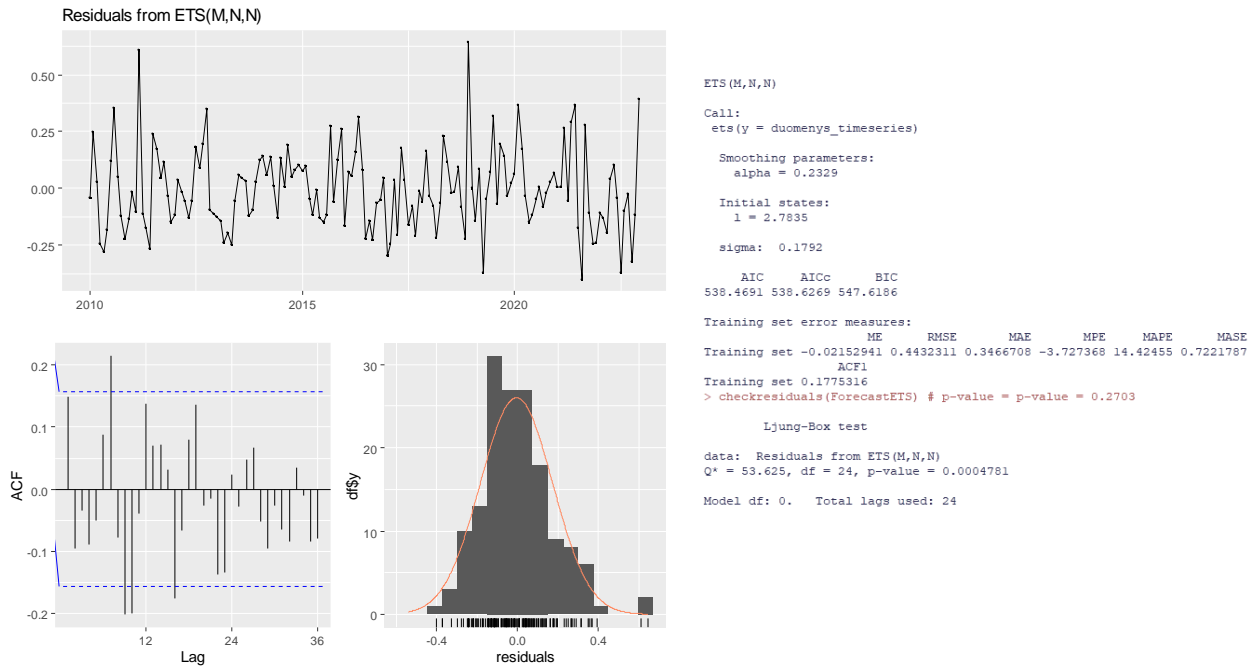 Residuals from ETS(M,N,N)
0.50
0.25
0.00
-0.25
2010 2015 2020
ACF
0.2
0.1
0.0
-0.1
-0.2
12 24 36
Lag
df$y
30
20
10
0
-0.4 0.0 0.4
residuals
ETS(M,N,N)
Call:
ets(y = duomenys_timeseries)
Smoothing parameters:
alpha = 0.2329
Initial states:
l = 2.7835
sigma: 0.1792
AIC AICc BIC
538.4691 538.6269 547.6186
Training set error measures:
ME RMSE MAE MPE MAPE MASE
Training set -0.02152941 0.4432311 0.3466708 -3.727368 14.42455 0.7221787
ACF1
Training set 0.1775316
> checkresiduals(ForecastETS) # p-value = p-value = 0.2703
Ljung-Box test
data: Residuals from ETS(M,N,N)
Q* = 53.625, df = 24, p-value = 0.0004781
Model df: 0. Total lags used: 24